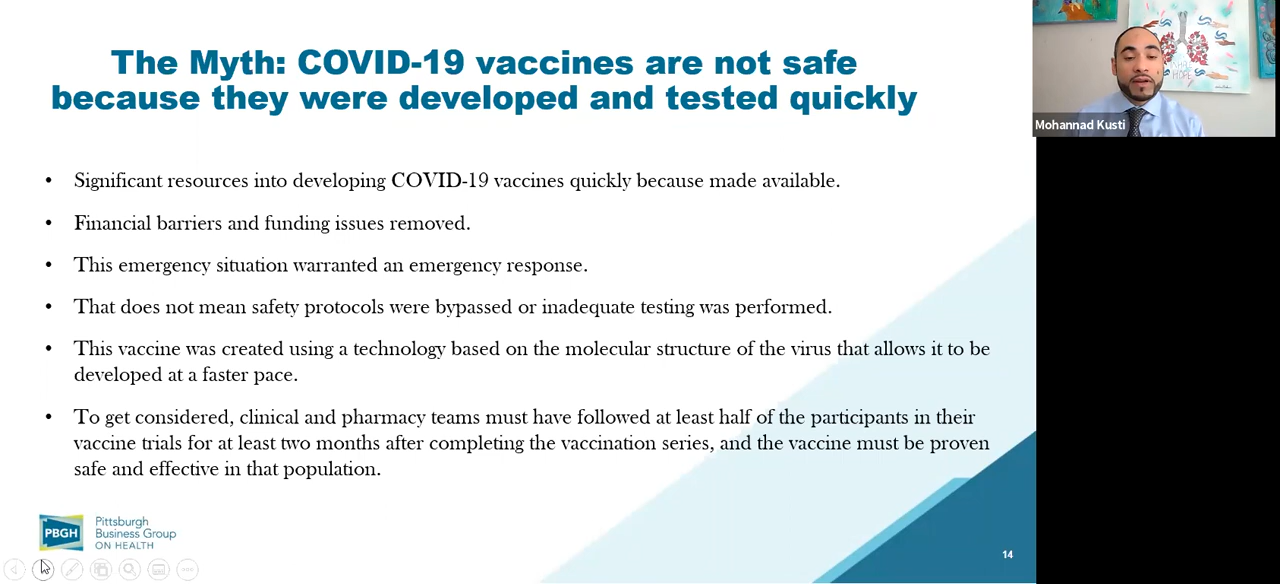 The Myth: COVID-19 vaccines are not safe
because they were developed and tested quickly
• Significant resources into developing COVID-19 vaccines quickly because made available.
• Financial barriers and funding issues removed.
• This emergency situation warranted an emergency response.
• That does not mean safety protocols were bypassed or inadequate testing was performed.
• This vaccine was created using a technology based on the molecular structure of the virus that allows it to be
developed at a faster pace.
• To get considered, clinical and pharmacy teams must have followed at least half of the participants in their
vaccine trials for at least two months after completing the vaccination series, and the vaccine must be proven
safe and effective in that population.
PBGH
Pittsburgh
Business Group
ON HEALTH
14
Mohannad Kusti
HOPE